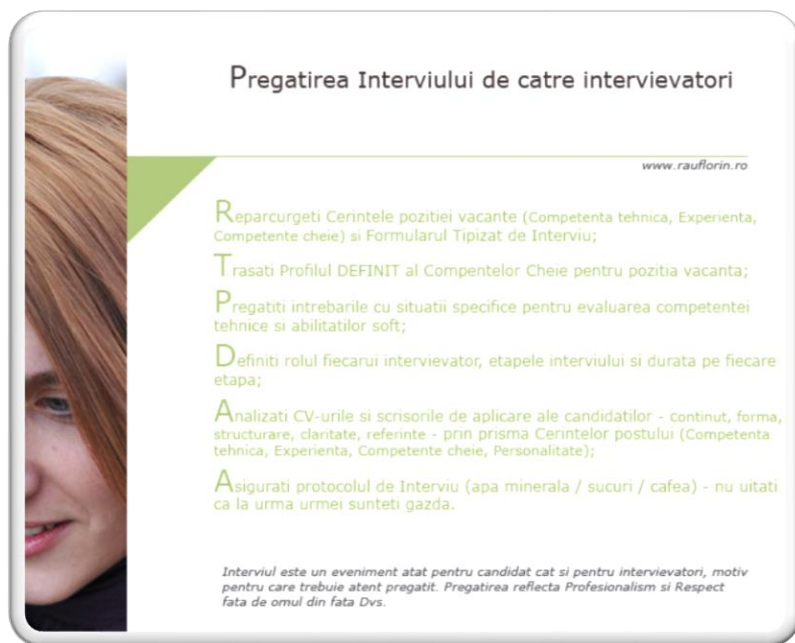 Pregatirea Interviului de catre intervievatori
www.rauflorin.ro
Reparcurgeti Cerintele pozitiei vacante (Competenta tehnica, Experienta,
Competente cheie) si Formularul Tipizat de Interviu;
Trasati Profilul DEFINIT al Compentelor Cheie pentru pozitia vacanta;
Pregatiti intrebarile cu situatii specifice pentru evaluarea competentei
tehnice si abilitatilor soft;
Definiti rolul fiecarui intervievator, etapele interviului si durata pe fiecare
etapa;
Analizati CV-urile si scrisorile de aplicare ale candidatilor - continut, forma,
structurare, claritate, referinte - prin prisma Cerintelor postului (Competenta
tehnica, Experienta, Competente cheie, Personalitate);
Asigurati protocolul de Interviu (apa minerala / sucuri / cafea) - nu uitati
ca la urma urmei sunteti gazda.
Interviul este un eveniment atat pentru candidat cat si pentru intervievatori, motiv
pentru care trebuie atent pregatit. Pregatirea reflecta Profesionalism si Respect
fata de omul din fata Dvs.